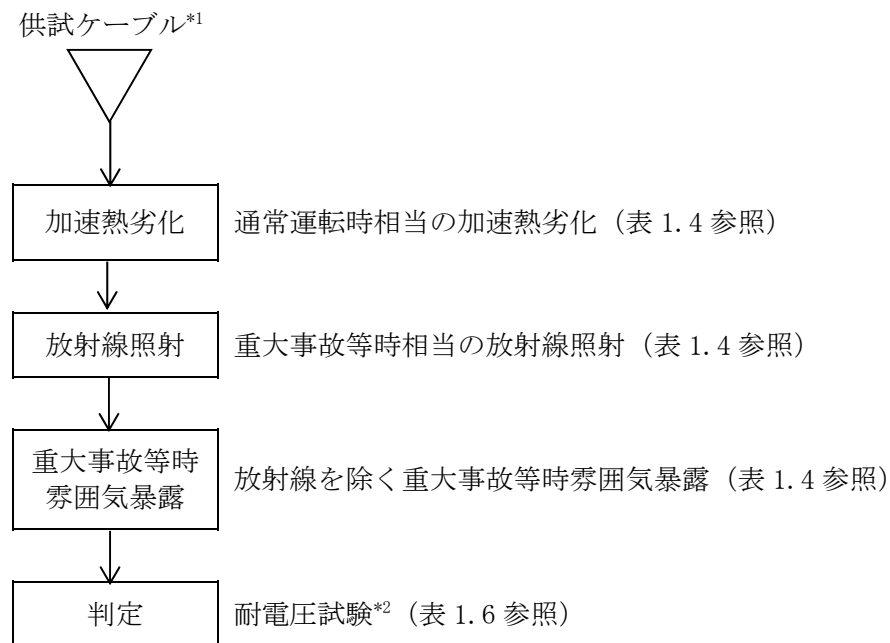 供試ケーブル*1
加速熱劣化 通常運転時相当の加速熱劣化（表 1.4 参照）
放射線照射 重大事故等時相当の放射線照射（表 1.4 参照）
重大事故等時
雰囲気暴露
放射線を除く重大事故等時雰囲気暴露（表 1.4 参照）
判定 耐電圧試験*2（表 1.6 参照）